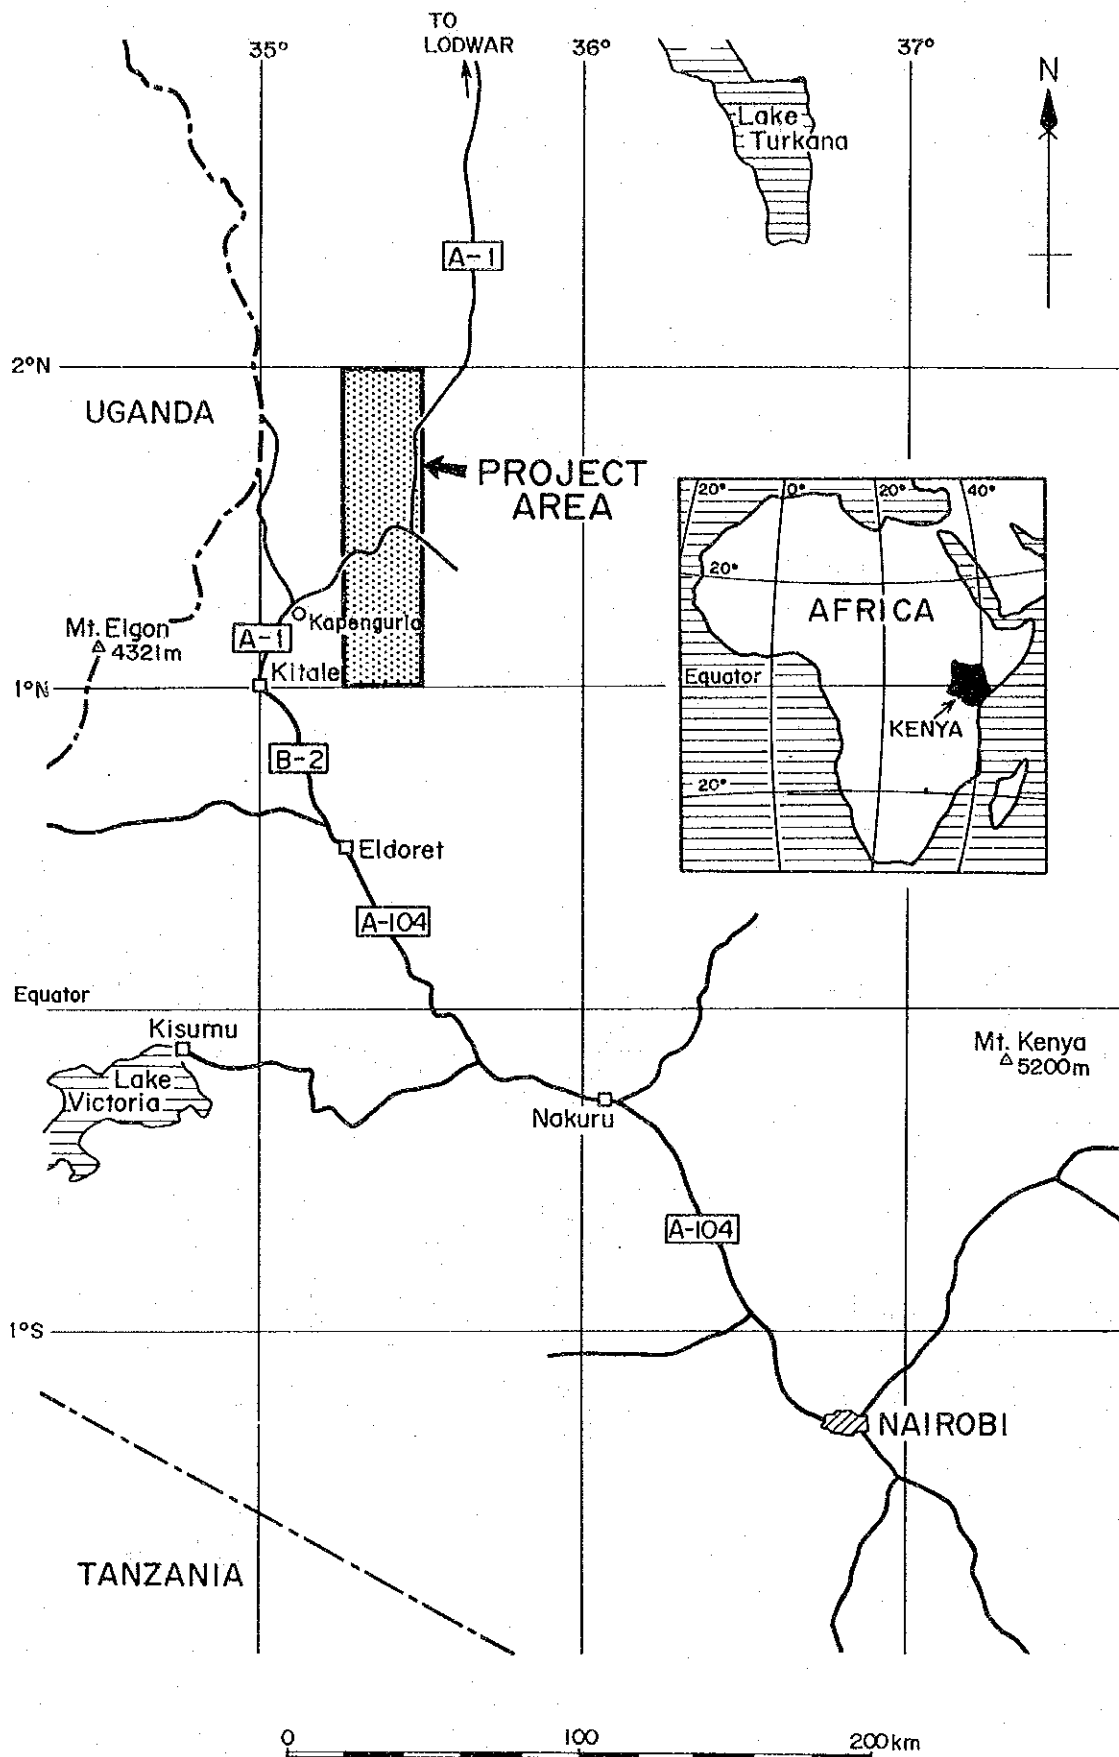 TO
LODWAR
35°
36°
37°
N
Lake
Turkana
A-1
2°N
UGANDA
PROJECT
AREA
20°
0°
20°
40°
20°
AFRICA
Equator
KENYA
20°
Mt. Elgon
4321m
A-1
Kapenguria
Kitale
1°N
B-2
Eldoret
A-104
Equator
Kisumu
Lake
Victoria
Mt. Kenya
5200m
Nakuru
A-104
1°S
NAIROBI
TANZANIA
0
100
200km